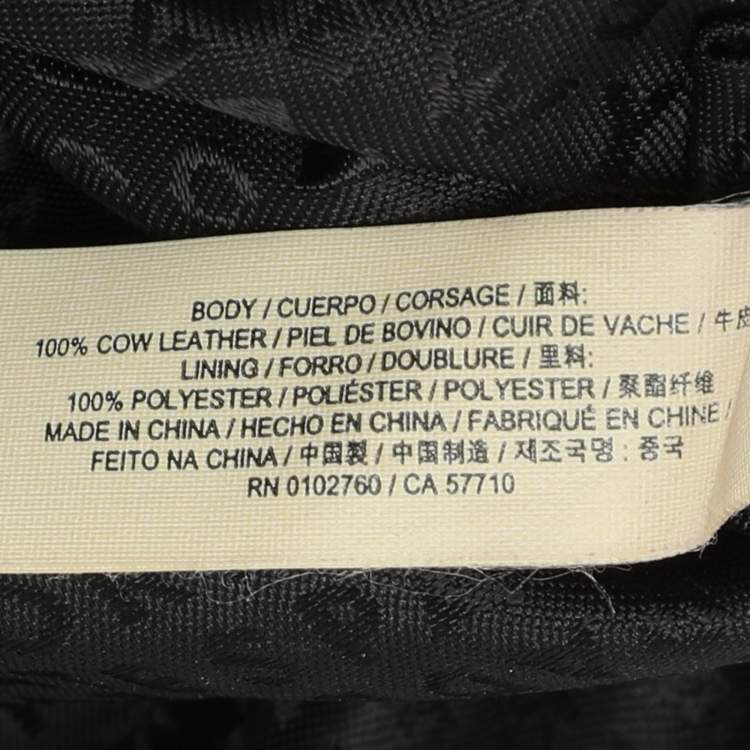 BODY / CUERPO / CORSAGE / 面料:
100% COW LEATHER / PIEL DE BOVINO / CUIR DE VACHE / 牛皮
LINING / FORRO / DOUBLURE / 里料:
100% POLYESTER / POLIÉSTER / POLYESTER / 聚酯纤维
MADE IN CHINA / HECHO EN CHINA / FABRIQUÉ EN CHINE /
FEITO NA CHINA / 中国製 / 中国制造 / 제조국명 : 중국
RN 0102760 / CA 57710